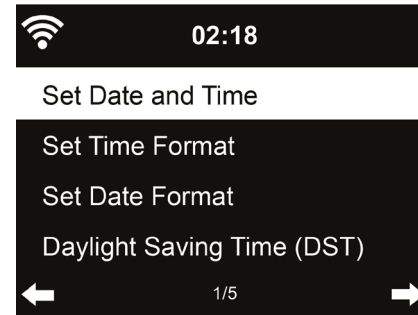 02:18
Set Date and Time
Set Time Format
Set Date Format
Daylight Saving Time (DST)
1/5